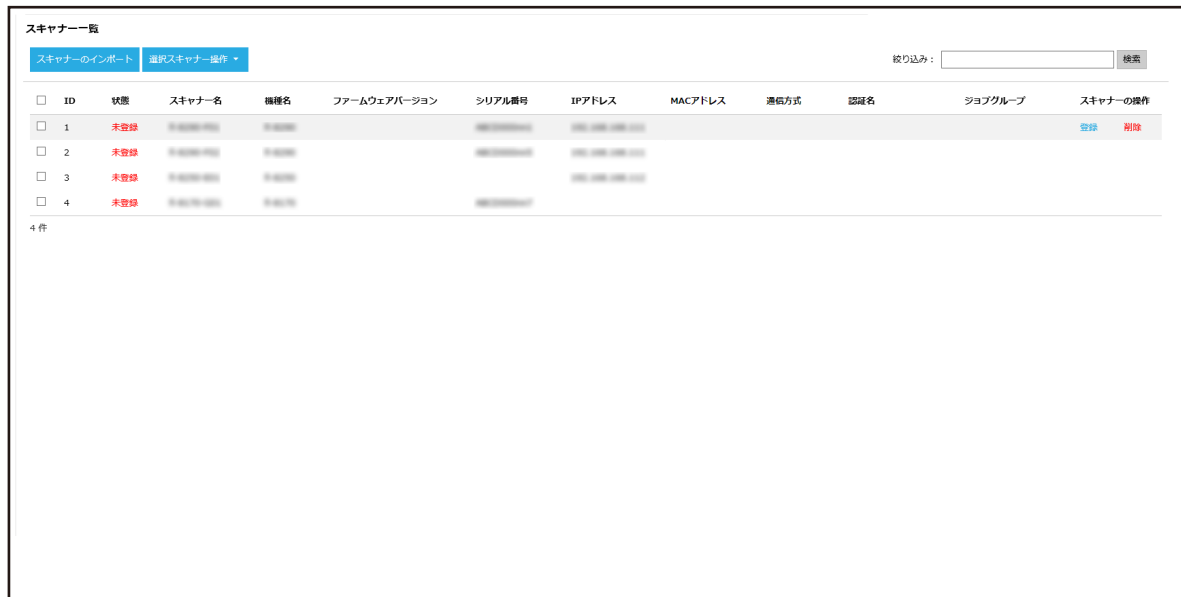 スキャナー一覧
スキャナーのインポート 選択スキャナー操作 絞り込み： 検索
ID 状態 スキャナー名 機種名 ファームウェアバージョン シリアル番号 IPアドレス MACアドレス 通信方式 認証名 ジョブグループ スキャナーの操作
1 未登録 登録 削除
2 未登録
3 未登録
4 未登録
4 件